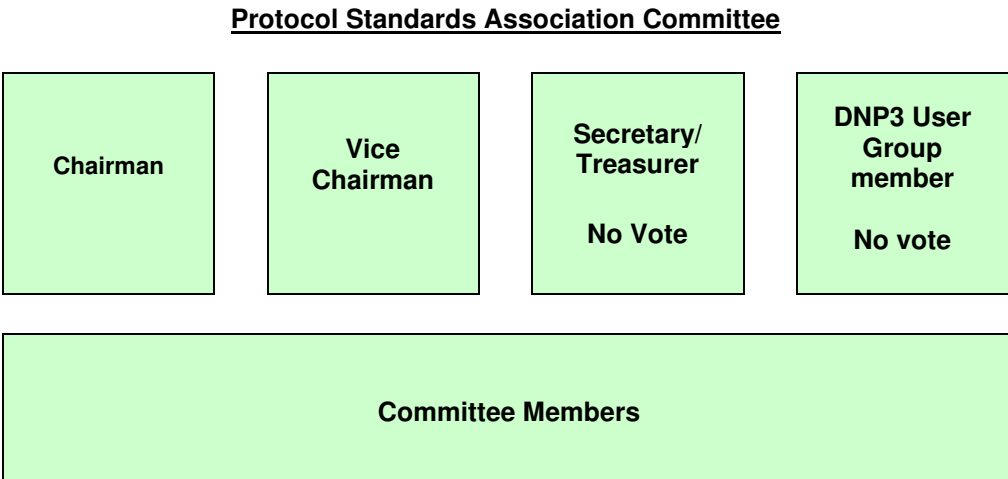 Protocol Standards Association Committee
Chairman
Vice
Chairman
Secretary/
Treasurer
No Vote
DNP3 User
Group
member
No vote
Committee Members